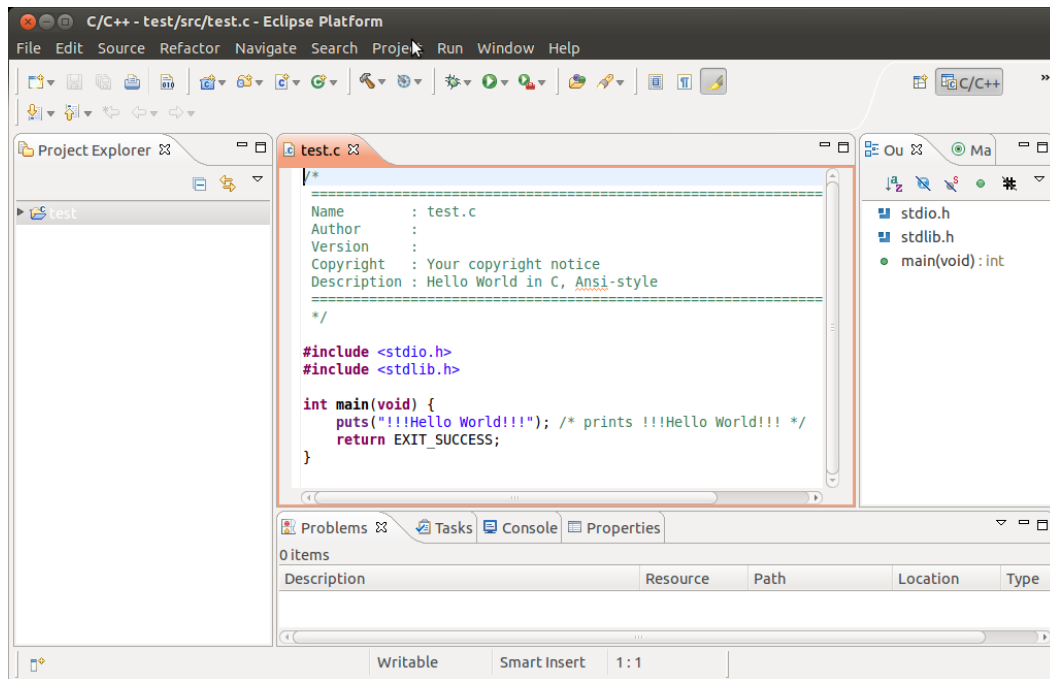 C/C++ - test/src/test.c - Eclipse Platform
File Edit Source Refactor Navigate Search Project Run Window Help
C/C++ »
Project Explorer
test
test.c
/*
============================================================================
Name : test.c
Author :
Version :
Copyright : Your copyright notice
Description : Hello World in C, Ansi-style
============================================================================
*/
#include <stdio.h>
#include <stdlib.h>
int main(void) {
puts("!!!Hello World!!!"); /* prints !!!Hello World!!! */
return EXIT_SUCCESS;
}
Ou Ma
stdio.h
stdlib.h
main(void) : int
Problems Tasks Console Properties
0 items
Description Resource Path Location Type
Writable Smart Insert 1 : 1